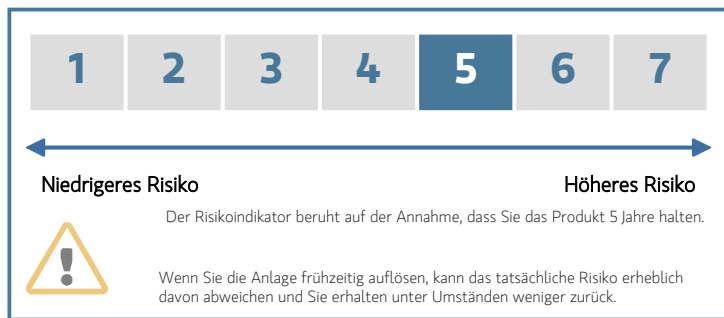 1 2 3 4 5 6 7
Niedrigeres Risiko Höheres Risiko
Der Risikoindikator beruht auf der Annahme, dass Sie das Produkt 5 Jahre halten.
Wenn Sie die Anlage frühzeitig auflösen, kann das tatsächliche Risiko erheblich
davon abweichen und Sie erhalten unter Umständen weniger zurück.